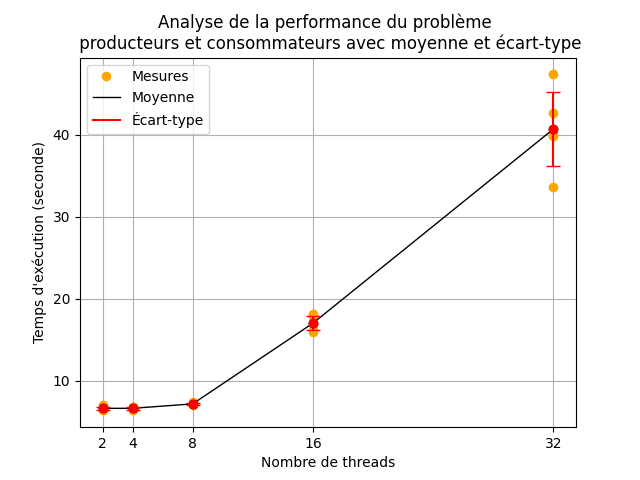 Analyse de la performance du problème
producteurs et consommateurs avec moyenne et écart-type
Mesures
Moyenne
Écart-type
40
30
20
10
Temps d'exécution (seconde)
2 4 8 16 32
Nombre de threads